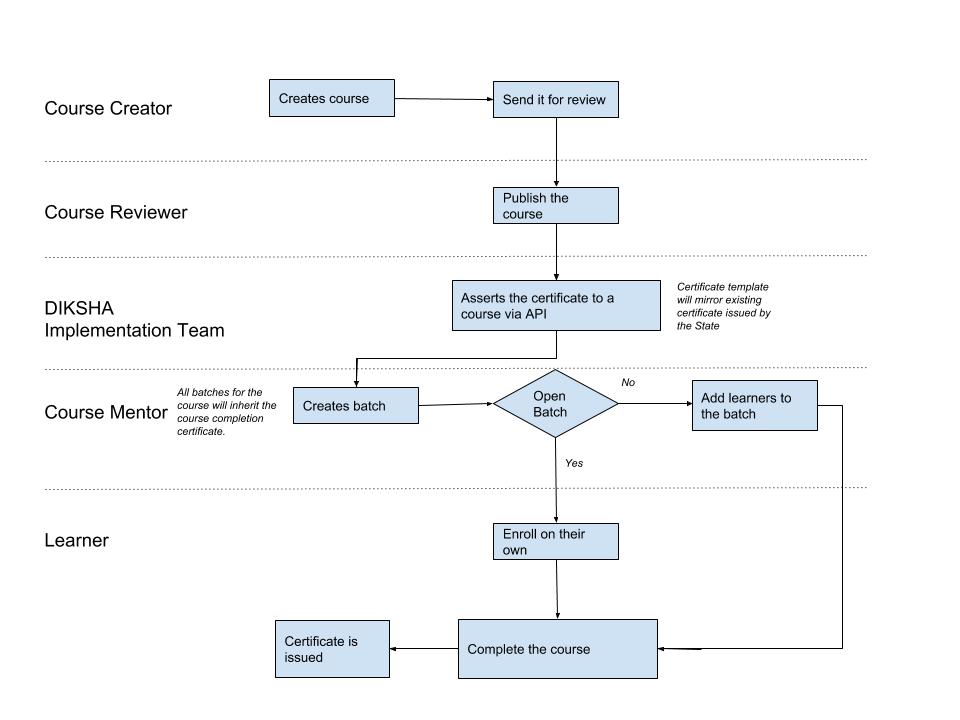 Course Creator
Creates course
Send it for review
Course Reviewer
Publish the
course
DIKSHA
Implementation Team
Asserts the certificate to a
course via API
Certificate template
will mirror existing
certificate issued by
the State
Course Mentor
All batches for the
course will inherit the
course completion
certificate.
Creates batch
Open
Batch
No
Add learners to
the batch
Yes
Learner
Enroll on their
own
Complete the course
Certificate is
issued